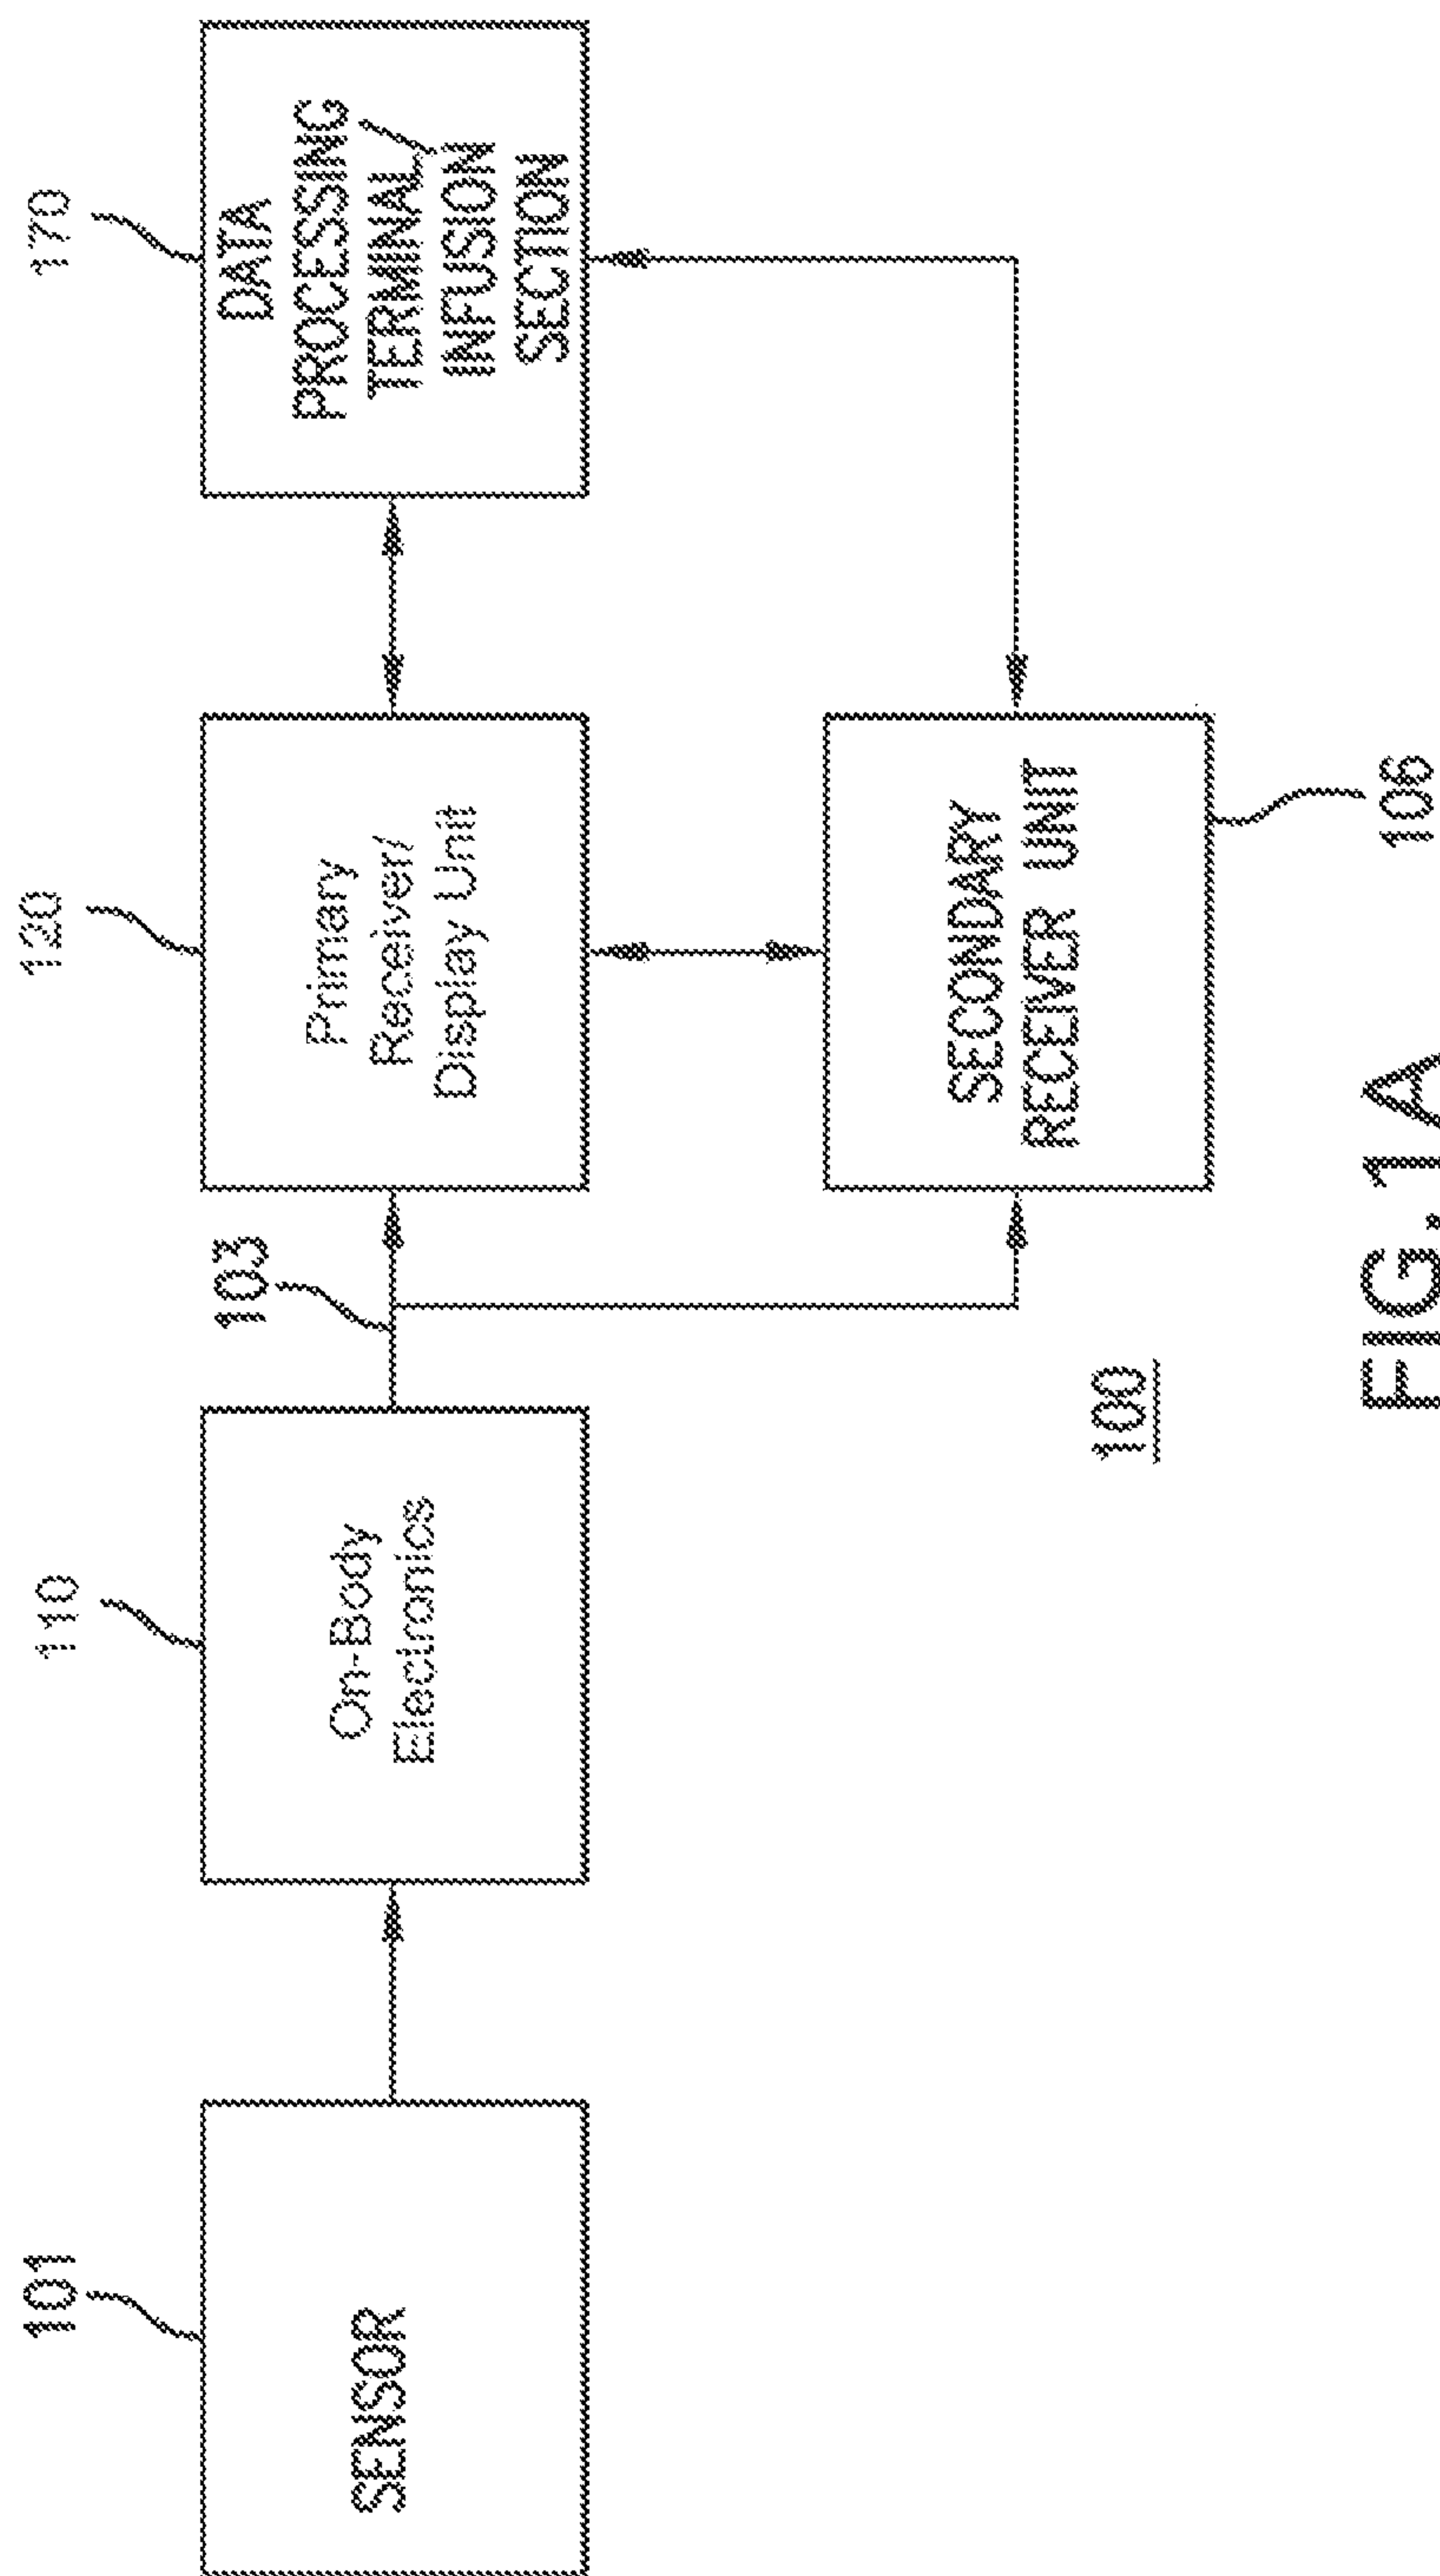 101
SENSOR
110
On-Body
Electronics
103
120
Primary
Receiver/
Display Unit
170
DATA
PROCESSING
TERMINAL/
INFUSION
SECTION
SECONDARY
RECEIVER UNIT
106
100
FIG. 1A